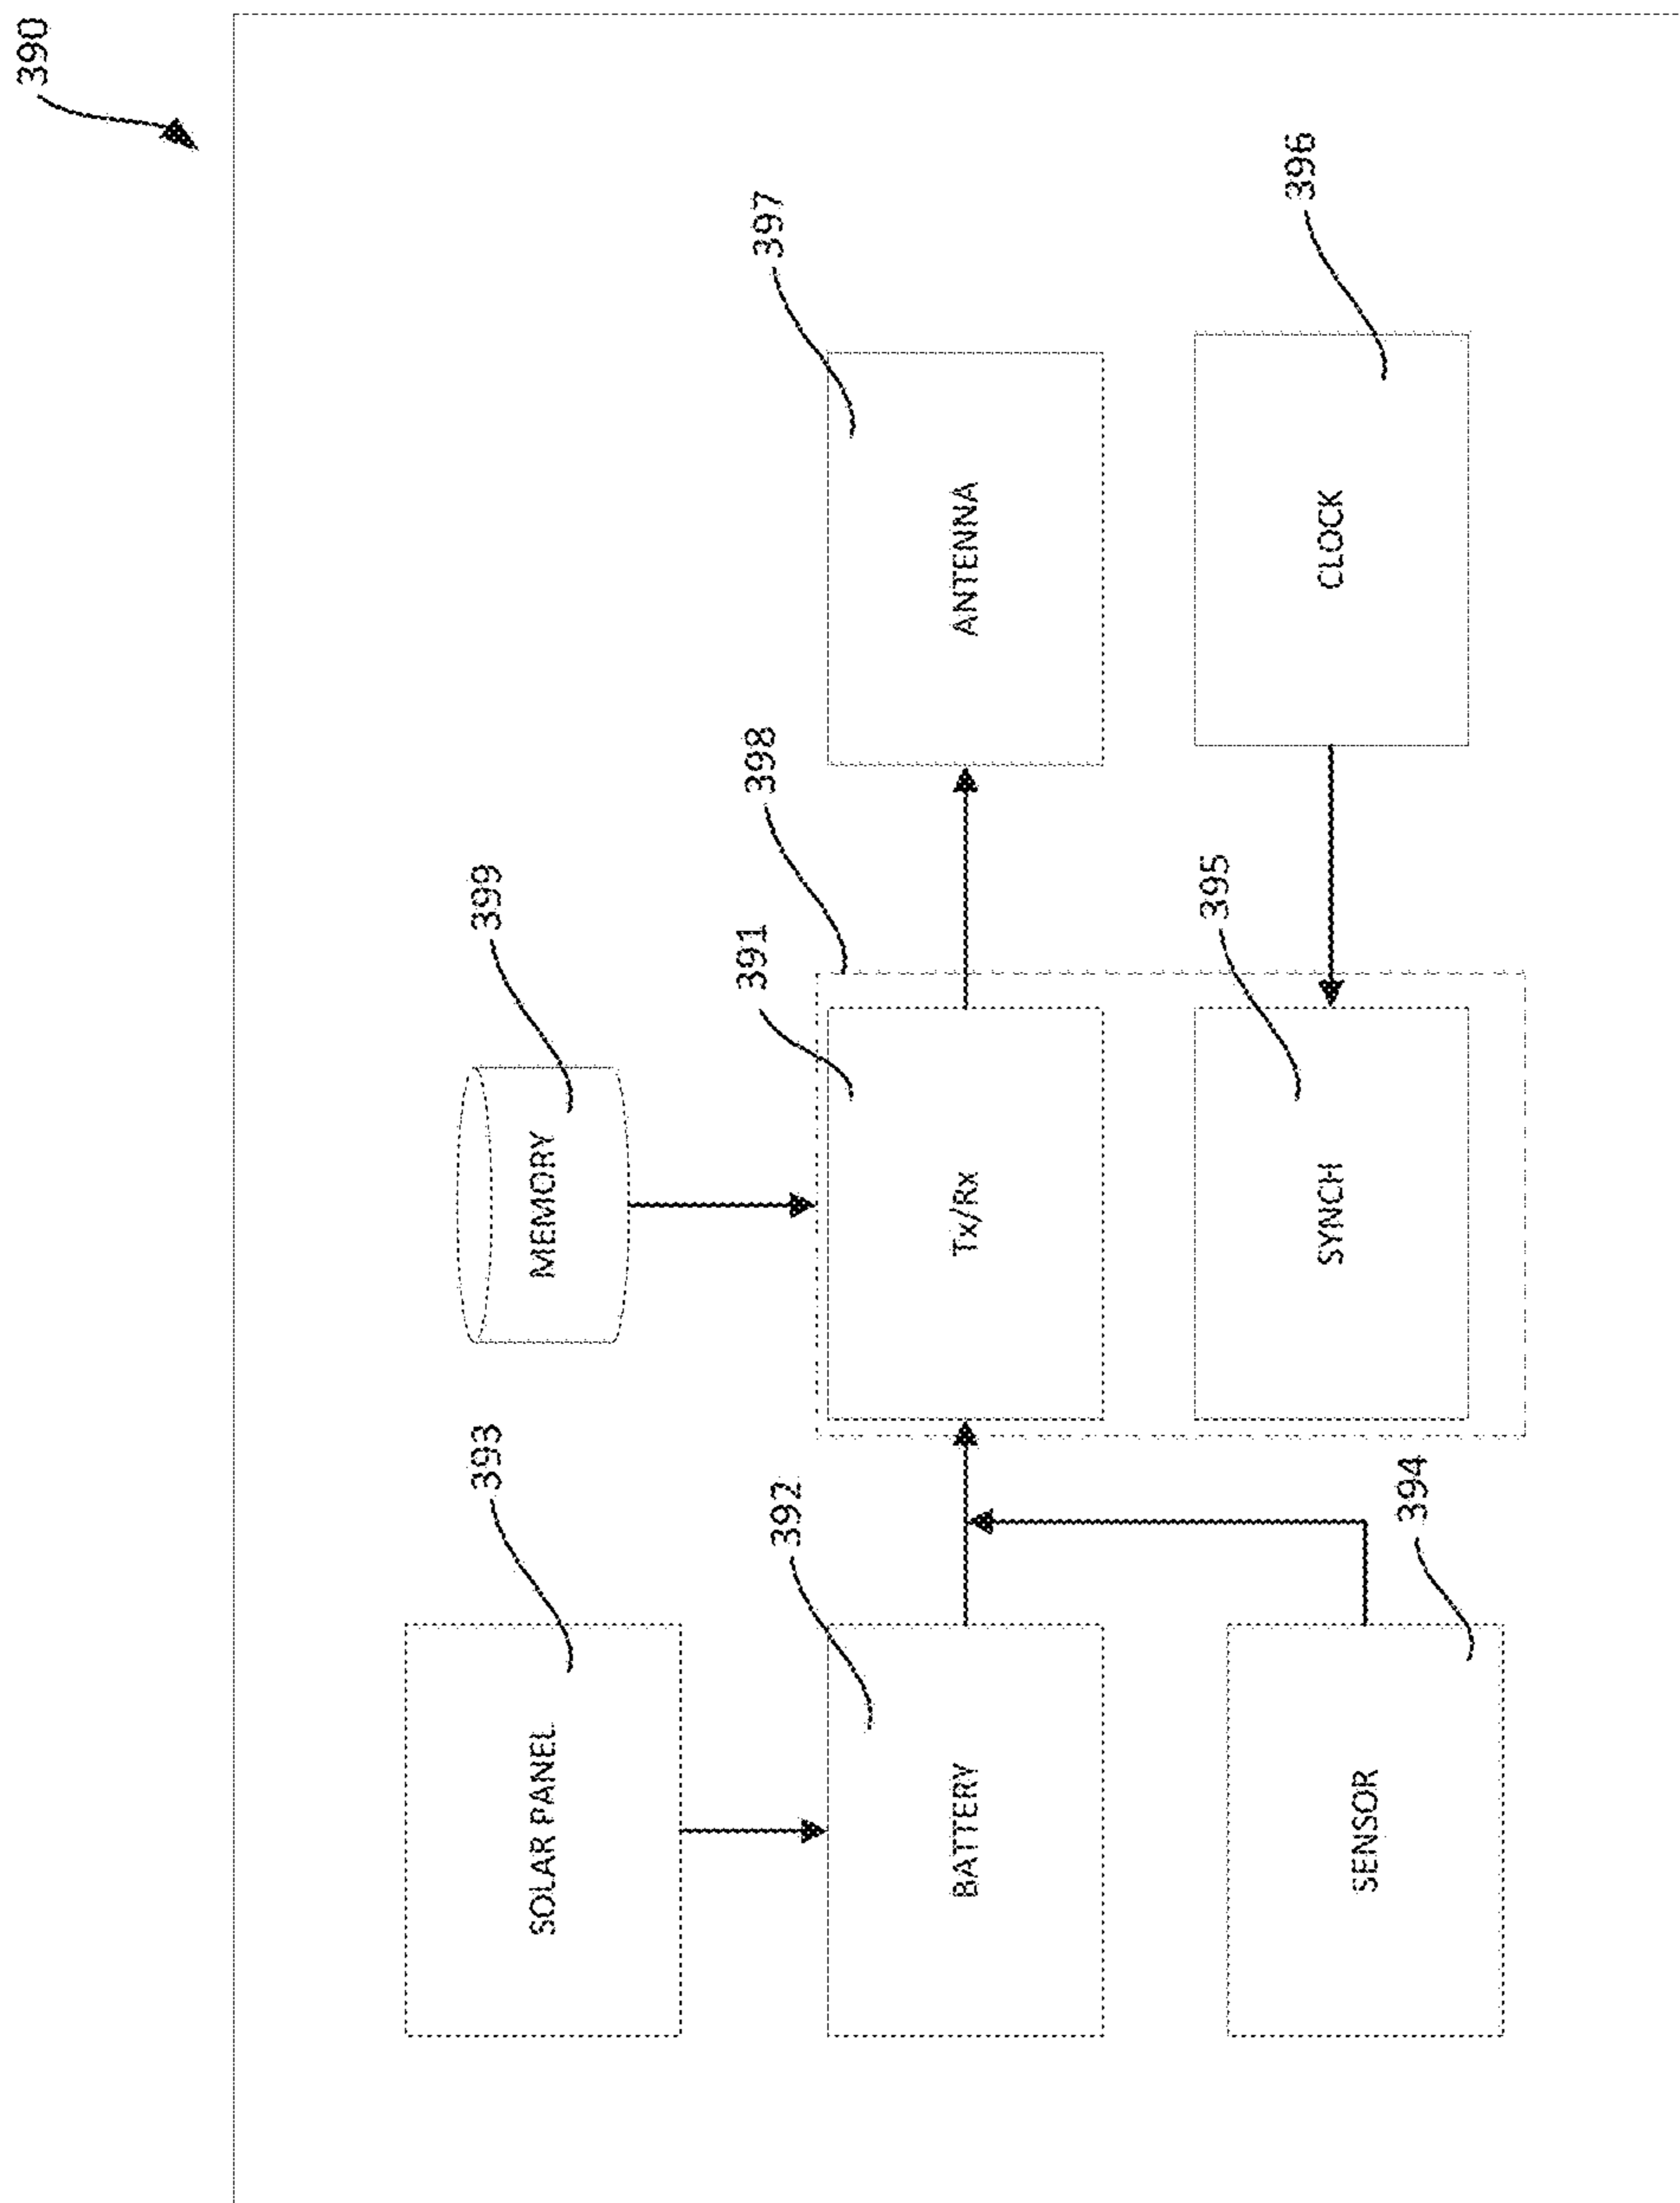 390
393
399
SOLAR PANEL
MEMORY
392
391
398
397
BATTERY
Tx/Rx
ANTENNA
394
395
396
SENSOR
SYNCH
CLOCK